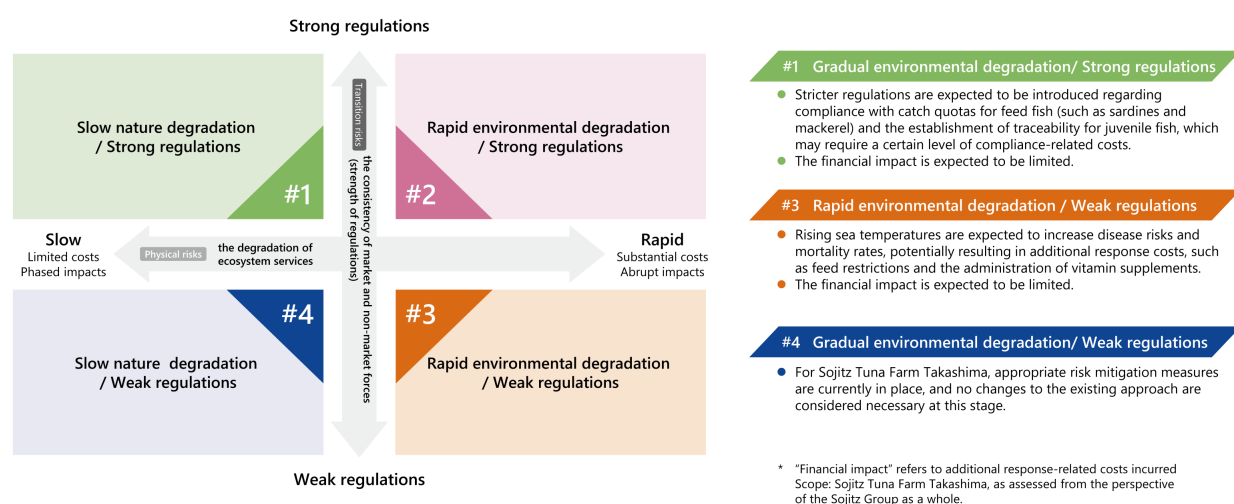 Strong regulations
Slow nature degradation
/ Strong regulations
#1
Rapid environmental degradation
/ Strong regulations
#2
Transition risks
the consistency of market and non-market forces
(strength of regulations)
Slow
Limited costs
Phased impacts
Physical risks
the degradation of
ecosystem services
Rapid
Substantial costs
Abrupt impacts
#4
Slow nature degradation
/ Weak regulations
#3
Rapid environmental degradation
/ Weak regulations
Weak regulations
#1 Gradual environmental degradation/ Strong regulations
● Stricter regulations are expected to be introduced regarding
compliance with catch quotas for feed fish (such as sardines and
mackerel) and the establishment of traceability for juvenile fish, which
may require a certain level of compliance-related costs.
● The financial impact is expected to be limited.
#3 Rapid environmental degradation / Weak regulations
● Rising sea temperatures are expected to increase disease risks and
mortality rates, potentially resulting in additional response costs, such
as feed restrictions and the administration of vitamin supplements.
● The financial impact is expected to be limited.
#4 Gradual environmental degradation/ Weak regulations
● For Sojitz Tuna Farm Takashima, appropriate risk mitigation measures
are currently in place, and no changes to the existing approach are
considered necessary at this stage.
* "Financial impact" refers to additional response-related costs incurred
Scope: Sojitz Tuna Farm Takashima, as assessed from the perspective
of the Sojitz Group as a whole.